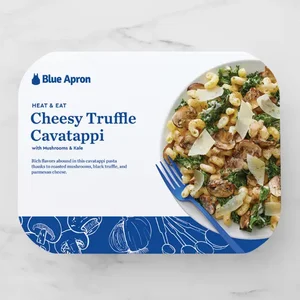 Blue Apron
HEAT & EAT
Cheesy Truffle
Cavatappi
with Mushrooms & Kale
Rich flavors abound in this cavatappi pasta
thanks to roasted mushrooms, black truffle, and
parmesan cheese.